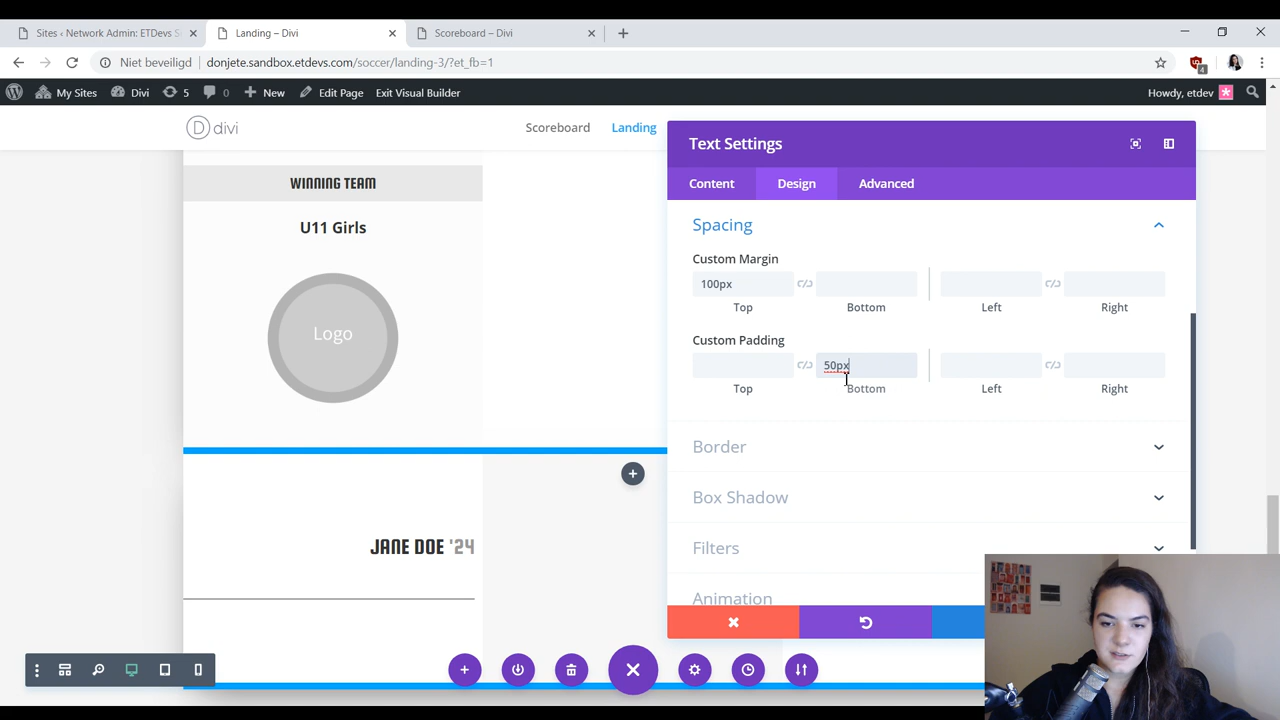 Sites ‹ Network Admin: ETDevs S
Landing – Divi
Scoreboard – Divi
Niet beveiligd
donjete.sandbox.etdevs.com/soccer/landing-3/?et_fb=1
4
My Sites
Divi
5
0
New
Edit Page
Exit Visual Builder
Howdy, etdev
D divi
Scoreboard
Landing
WINNING TEAM
U11 Girls
Logo
JANE DOE '24
Text Settings
Content
Design
Advanced
Spacing
Custom Margin
100px
Top
Bottom
Left
Right
Custom Padding
50px
Top
Bottom
Left
Right
Border
Box Shadow
Filters
Animation